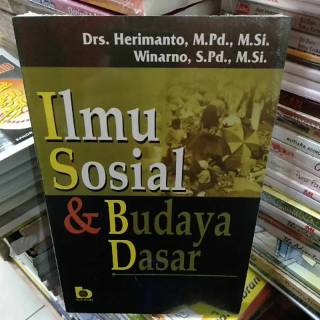 Drs. Herimanto, M.Pd., M.Si.
Winarno, S.Pd., M.Si.
Ilmu
Sosial
& Budaya
Dasar